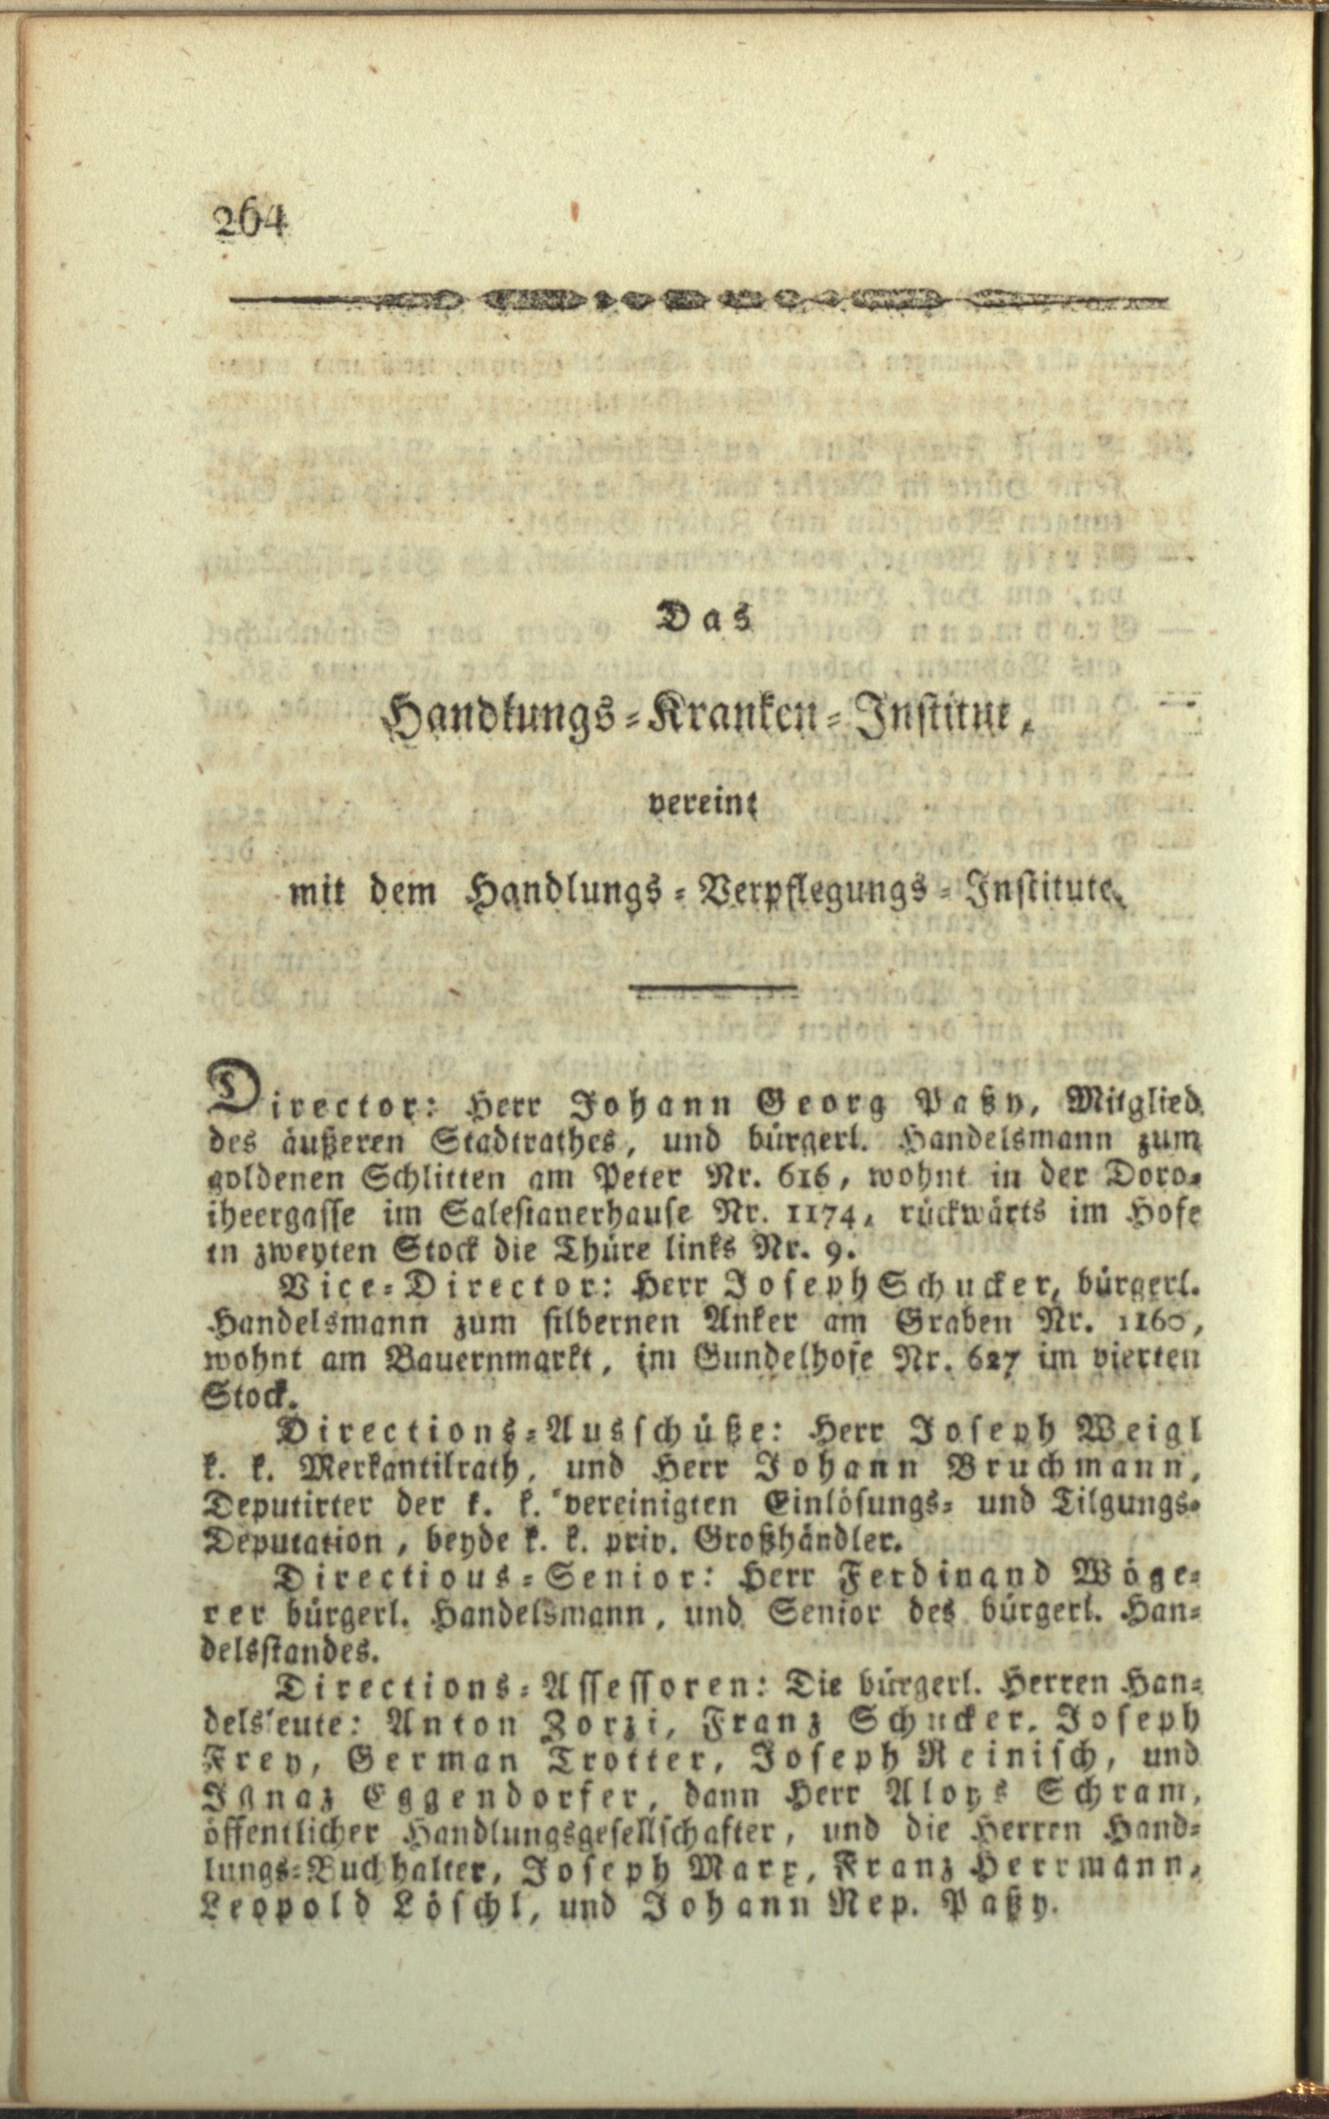 264
Das
Handlungs-Kranken-Institut,
vereint
mit dem Handlungs-Verpflegungs-Institute.
Director: Herr Johann Georg Paßy, Mitglied
des äußeren Stadtrathes, und bürgerl. Handelsmann zum
goldenen Schlitten am Peter Nr. 616, wohnt in der Doro-
theergasse im Salesianerhause Nr. 1174, rückwärts im Hofe
in zweyten Stock die Thüre links Nr. 9.
Vice-Director: Herr Joseph Schucker, bürgerl.
Handelsmann zum silbernen Anker am Graben Nr. 1160,
wohnt am Bauernmarkt, im Gundelhofe Nr. 627 im vierten
Stock.
Directions-Ausschüße: Herr Joseph Weigl
k. k. Merkantilrath, und Herr Johann Bruchmann,
Deputirter der k. k. vereinigten Einlösungs- und Tilgungs-
Deputation, beyde k. k. priv. Großhändler.
Directious-Senior: Herr Ferdinand Wöge-
rer bürgerl. Handelsmann, und Senior des bürgerl. Han-
delsstandes.
Directions-Assessoren: Die bürgerl. Herren Han-
delsleute: Anton Zorzi, Franz Schucker, Joseph
Frey, German Trotter, Joseph Reinisch, und
Ignaz Eggendorfer, dann Herr Aloys Schram,
öffentlicher Handlungsgesellschafter, und die Herren Hand-
lungs-Buchhalter, Joseph Marx, Franz Herrmann,
Leopold Löschl, und Johann Nep. Paßy.